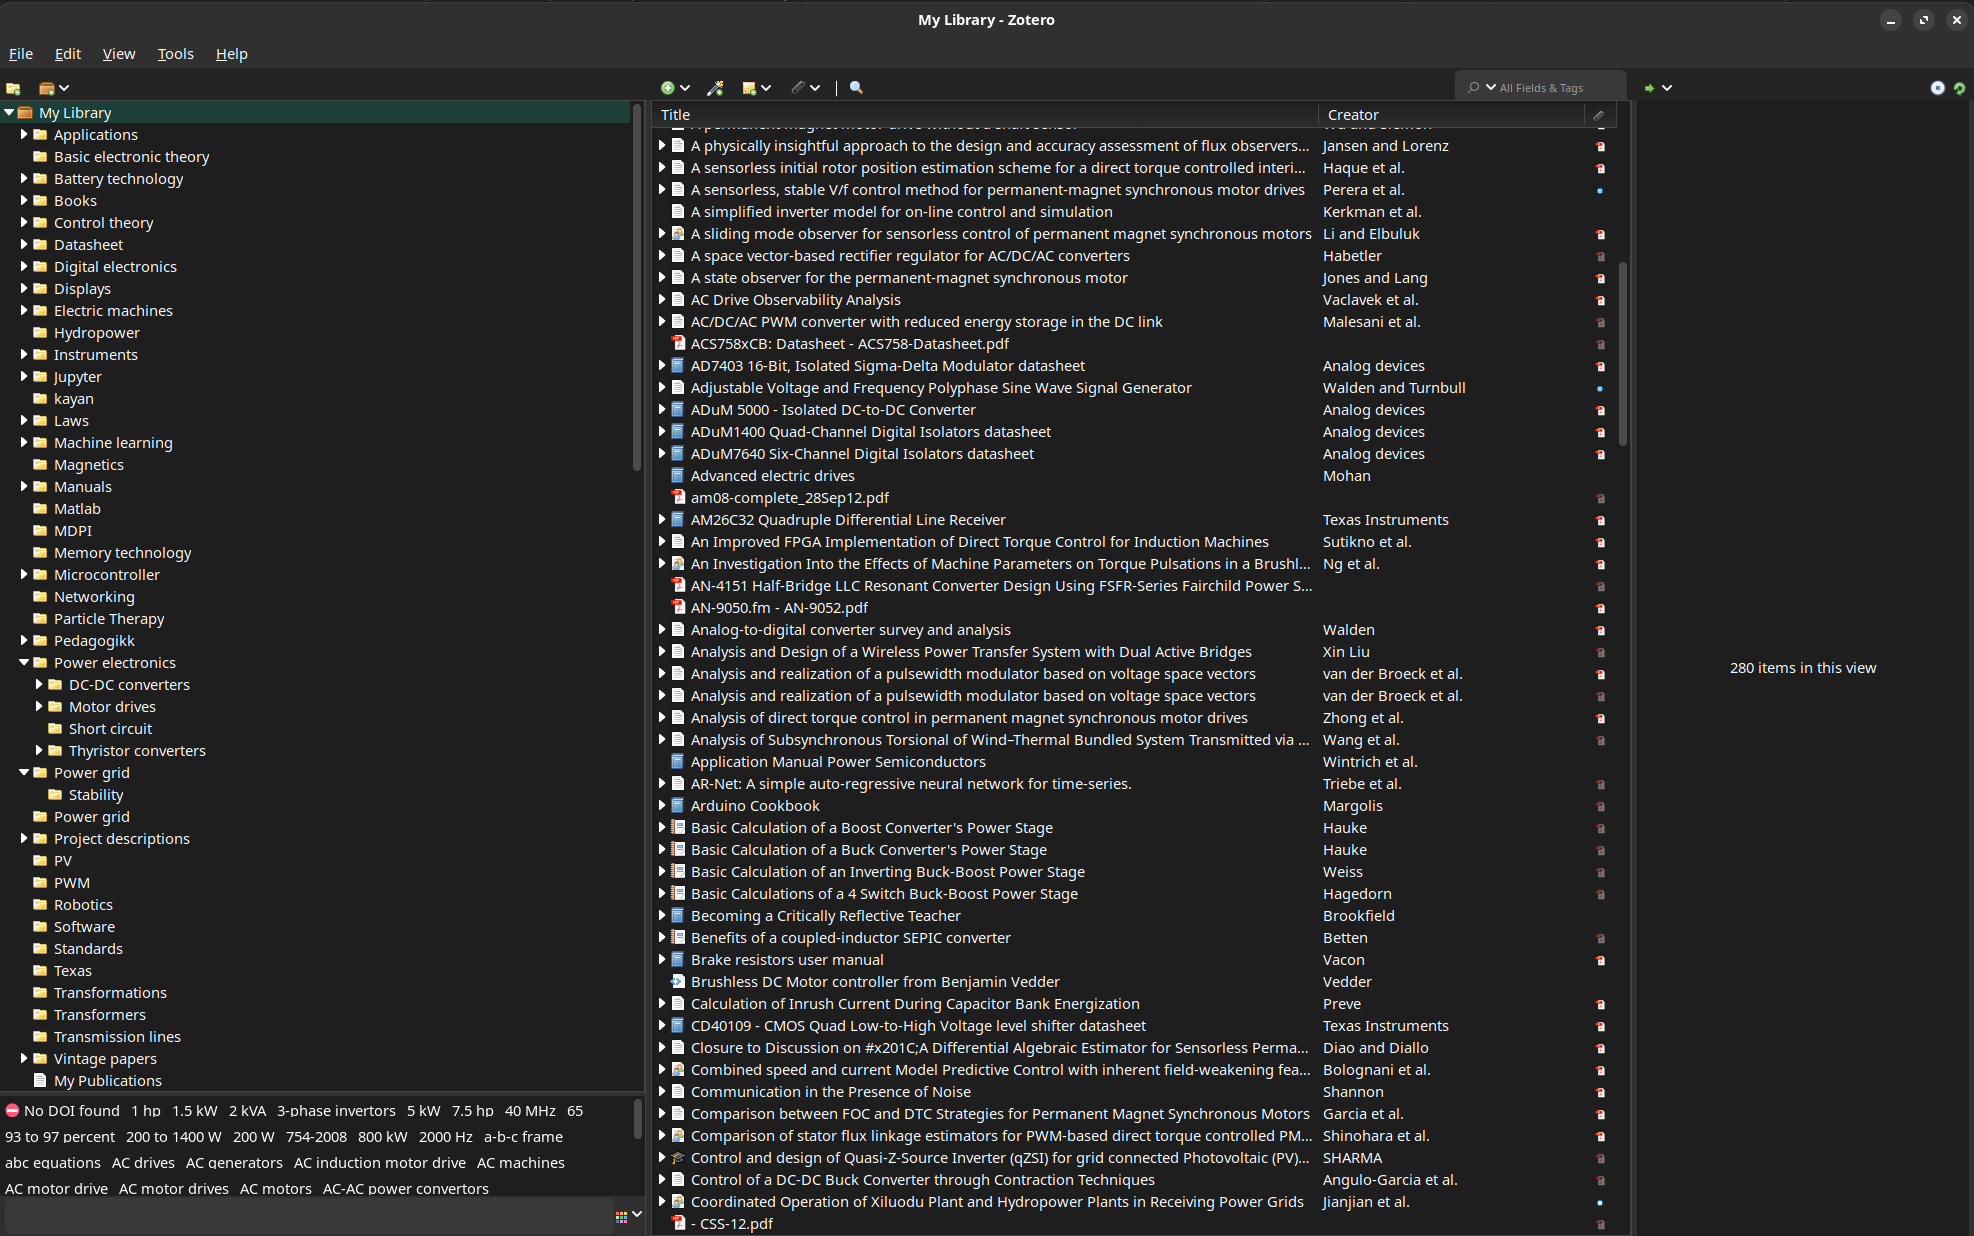 My Library - Zotero
File Edit View Tools Help
All Fields & Tags
My Library
Applications
Basic electronic theory
Battery technology
Books
Control theory
Datasheet
Digital electronics
Displays
Electric machines
Hydropower
Instruments
Jupyter
kayan
Laws
Machine learning
Magnetics
Manuals
Matlab
MDPI
Memory technology
Microcontroller
Networking
Particle Therapy
Pedagogikk
Power electronics
DC-DC converters
Motor drives
Short circuit
Thyristor converters
Power grid
Stability
Power grid
Project descriptions
PV
PWM
Robotics
Software
Standards
Texas
Transformations
Transformers
Transmission lines
Vintage papers
My Publications
No DOI found 1 hp 1.5 kW 2 kVA 3-phase invertors 5 kW 7.5 hp 40 MHz 65
93 to 97 percent 200 to 1400 W 200 W 754-2008 800 kW 2000 Hz a-b-c frame
abc equations AC drives AC generators AC induction motor drive AC machines
AC motor drive AC motor drives AC motors AC-AC power convertors
Title Creator
A physically insightful approach to the design and accuracy assessment of flux observers... Jansen and Lorenz
A sensorless initial rotor position estimation scheme for a direct torque controlled interi... Haque et al.
A sensorless, stable V/f control method for permanent-magnet synchronous motor drives Perera et al.
A simplified inverter model for on-line control and simulation Kerkman et al.
A sliding mode observer for sensorless control of permanent magnet synchronous motors Li and Elbuluk
A space vector-based rectifier regulator for AC/DC/AC converters Habetler
A state observer for the permanent-magnet synchronous motor Jones and Lang
AC Drive Observability Analysis Vaclavek et al.
AC/DC/AC PWM converter with reduced energy storage in the DC link Malesani et al.
ACS758xCB: Datasheet - ACS758-Datasheet.pdf
AD7403 16-Bit, Isolated Sigma-Delta Modulator datasheet Analog devices
Adjustable Voltage and Frequency Polyphase Sine Wave Signal Generator Walden and Turnbull
ADuM 5000 - Isolated DC-to-DC Converter Analog devices
ADuM1400 Quad-Channel Digital Isolators datasheet Analog devices
ADuM7640 Six-Channel Digital Isolators datasheet Analog devices
Advanced electric drives Mohan
am08-complete_28Sep12.pdf
AM26C32 Quadruple Differential Line Receiver Texas Instruments
An Improved FPGA Implementation of Direct Torque Control for Induction Machines Sutikno et al.
An Investigation Into the Effects of Machine Parameters on Torque Pulsations in a Brushl... Ng et al.
AN-4151 Half-Bridge LLC Resonant Converter Design Using FSFR-Series Fairchild Power S...
AN-9050.fm - AN-9052.pdf
Analog-to-digital converter survey and analysis Walden
Analysis and Design of a Wireless Power Transfer System with Dual Active Bridges Xin Liu
Analysis and realization of a pulsewidth modulator based on voltage space vectors van der Broeck et al.
Analysis and realization of a pulsewidth modulator based on voltage space vectors van der Broeck et al.
Analysis of direct torque control in permanent magnet synchronous motor drives Zhong et al.
Analysis of Subsynchronous Torsional of Wind–Thermal Bundled System Transmitted via ... Wang et al.
Application Manual Power Semiconductors Wintrich et al.
AR-Net: A simple auto-regressive neural network for time-series. Triebe et al.
Arduino Cookbook Margolis
Basic Calculation of a Boost Converter's Power Stage Hauke
Basic Calculation of a Buck Converter's Power Stage Hauke
Basic Calculation of an Inverting Buck-Boost Power Stage Weiss
Basic Calculations of a 4 Switch Buck-Boost Power Stage Hagedorn
Becoming a Critically Reflective Teacher Brookfield
Benefits of a coupled-inductor SEPIC converter Betten
Brake resistors user manual Vacon
Brushless DC Motor controller from Benjamin Vedder Vedder
Calculation of Inrush Current During Capacitor Bank Energization Preve
CD40109 - CMOS Quad Low-to-High Voltage level shifter datasheet Texas Instruments
Closure to Discussion on #x201C;A Differential Algebraic Estimator for Sensorless Perma... Diao and Diallo
Combined speed and current Model Predictive Control with inherent field-weakening fea... Bolognani et al.
Communication in the Presence of Noise Shannon
Comparison between FOC and DTC Strategies for Permanent Magnet Synchronous Motors Garcia et al.
Comparison of stator flux linkage estimators for PWM-based direct torque controlled PM... Shinohara et al.
Control and design of Quasi-Z-Source Inverter (qZSI) for grid connected Photovoltaic (PV)... SHARMA
Control of a DC-DC Buck Converter through Contraction Techniques Angulo-Garcia et al.
Coordinated Operation of Xiluodu Plant and Hydropower Plants in Receiving Power Grids Jianjian et al.
- CSS-12.pdf
280 items in this view